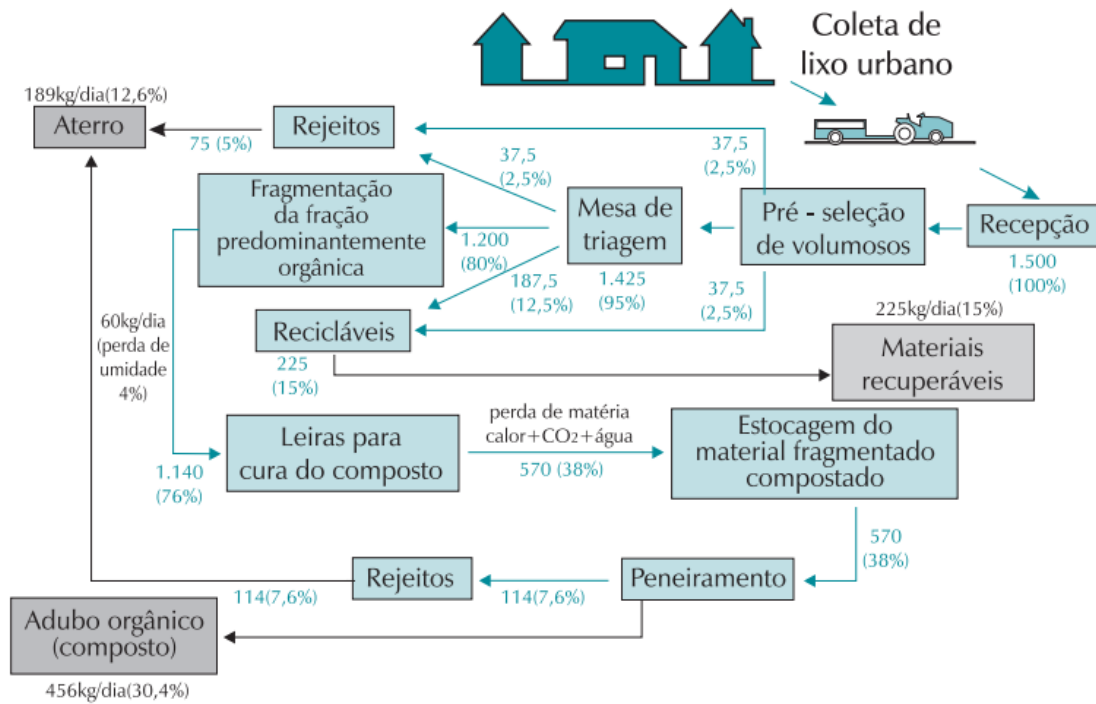 Coleta de
lixo urbano
189kg/dia(12,6%)
Aterro
75 (5%)
Rejeitos
37,5
(2,5%)
37,5
(2,5%)
Fragmentação
da fração
predominantemente
orgânica
1.200
(80%)
Mesa de
triagem
1.425
(95%)
Pré - seleção
de volumosos
Recepção
1.500
(100%)
187,5
(12,5%)
37,5
(2,5%)
Recicláveis
225
(15%)
225kg/dia(15%)
Materiais
recuperáveis
60kg/dia
(perda de
umidade
4%)
1.140
(76%)
Leiras para
cura do composto
perda de matéria
calor+CO2+água
570 (38%)
Estocagem do
material fragmentado
compostado
570
(38%)
Peneiramento
114(7,6%)
Rejeitos
114(7,6%)
Adubo orgânico
(composto)
456kg/dia(30,4%)